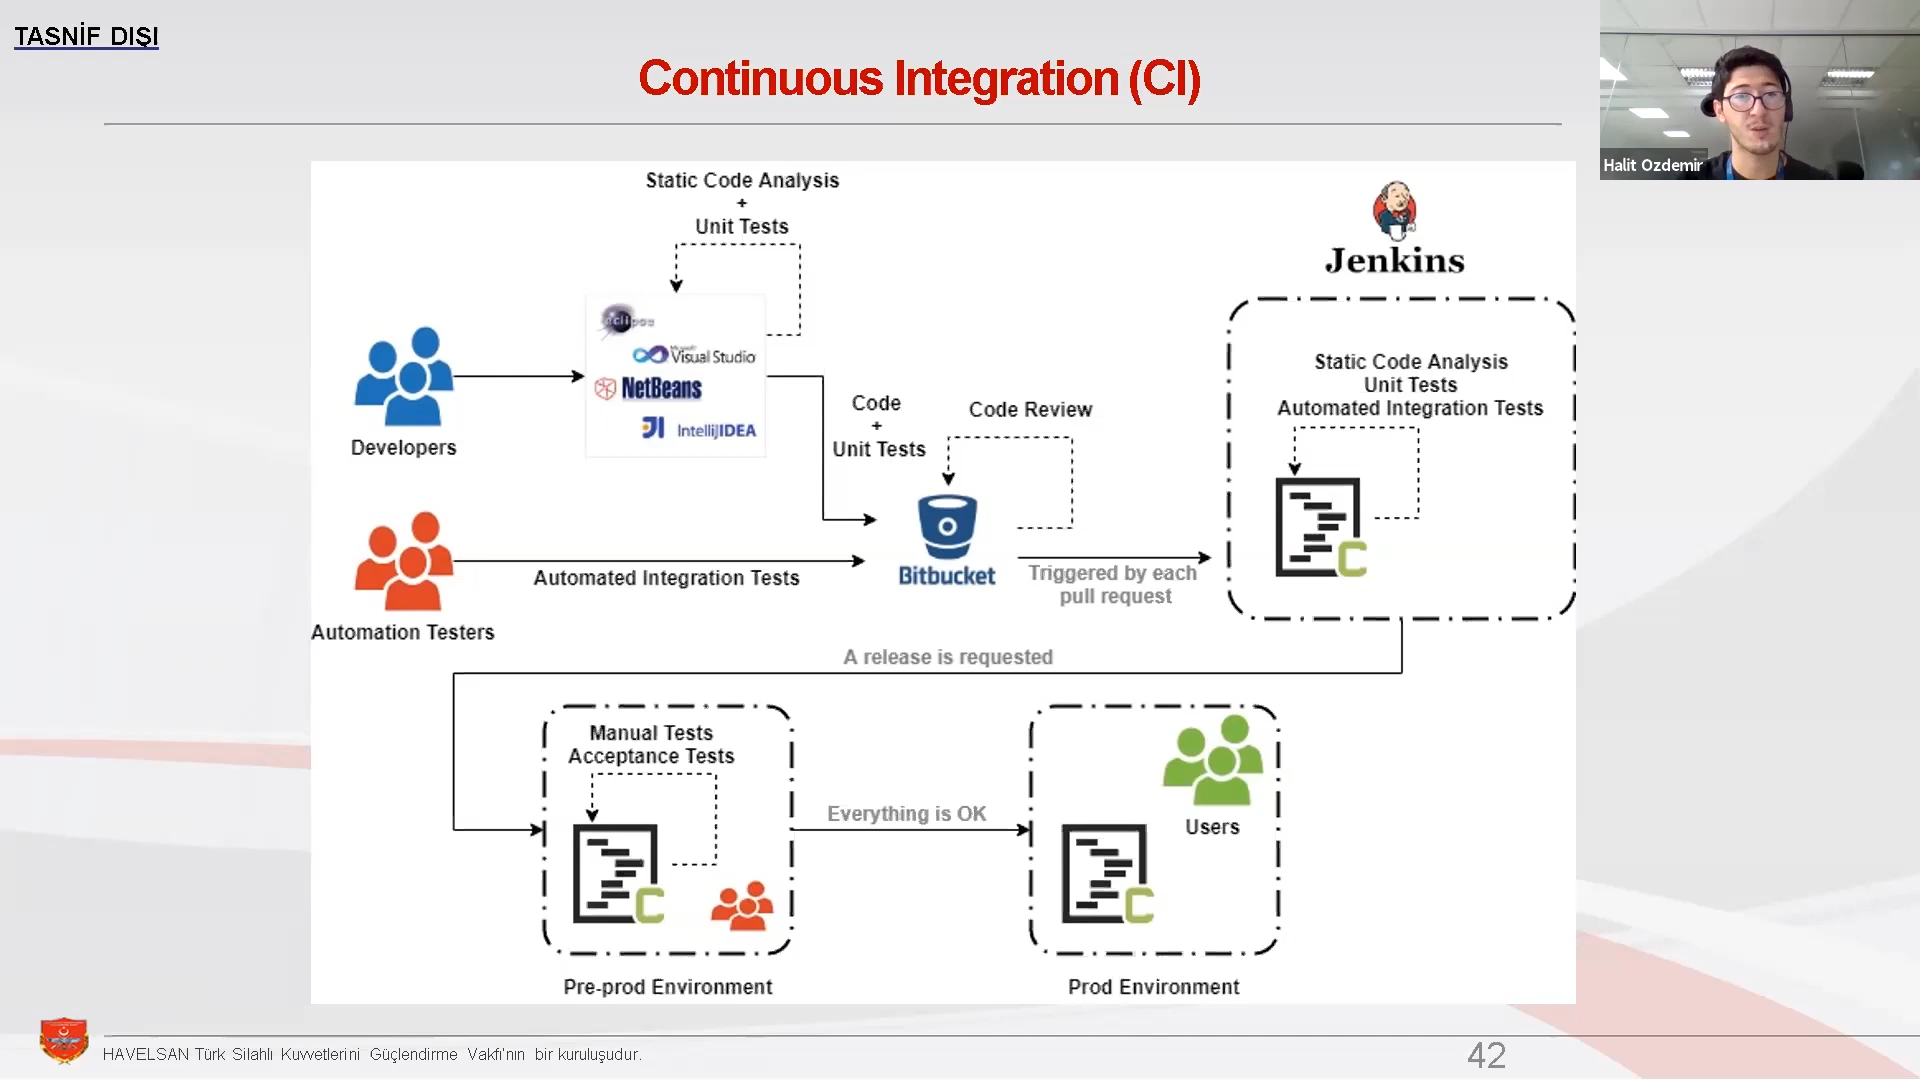 TASNİF DIŞI
Continuous Integration (CI)
Halit Ozdemir
Static Code Analysis
+
Unit Tests
Jenkins
eclipse
Microsoft
Visual Studio
NetBeans
IntelliJIDEA
Developers
Code
+
Unit Tests
Code Review
Static Code Analysis
Unit Tests
Automated Integration Tests
Automated Integration Tests
Bitbucket
Triggered by each
pull request
Automation Testers
A release is requested
Manual Tests
Acceptance Tests
Everything is OK
Users
Pre-prod Environment
Prod Environment
HAVELSAN Türk Silahlı Kuvvetlerini Güçlendirme Vakfı'nın bir kuruluşudur.
42